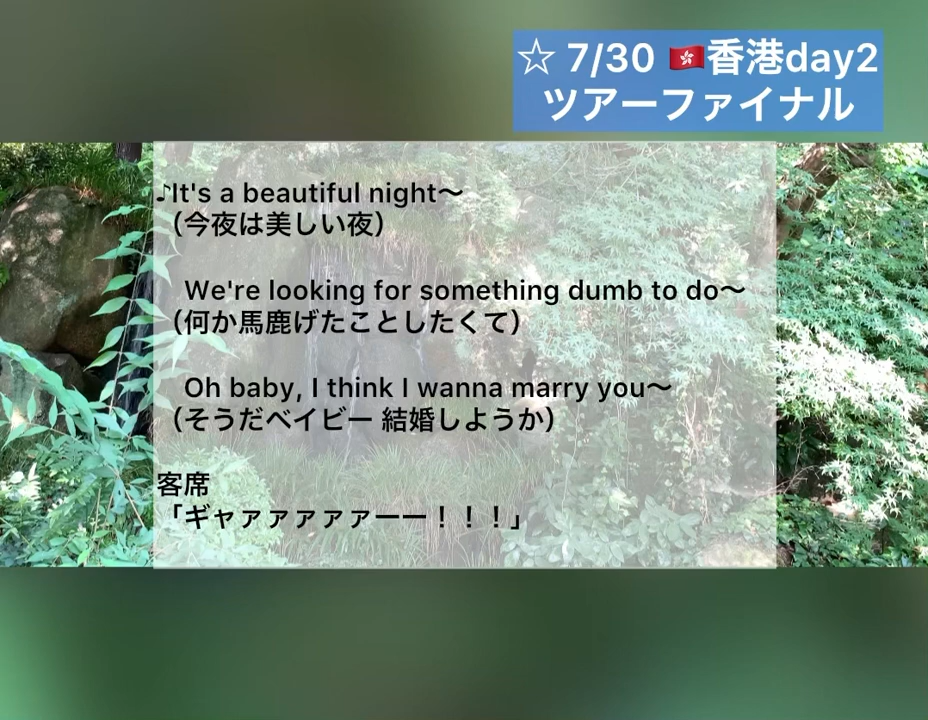 ☆ 7/30 🇭🇰香港day2
ツアーファイナル
♪It's a beautiful night〜
（今夜は美しい夜）
We're looking for something dumb to do〜
（何か馬鹿げたことしたくて）
Oh baby, I think I wanna marry you〜
（そうだベイビー 結婚しようか）
客席
「ギャァァァァァーー！！！」